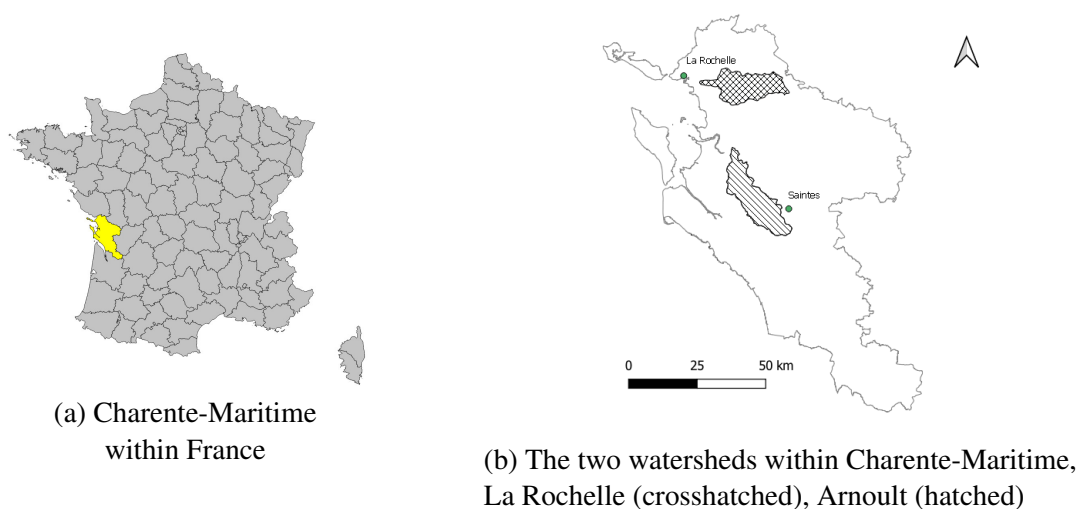 La Rochelle
Saintes
0 25 50 km
(a) Charente-Maritime
within France
(b) The two watersheds within Charente-Maritime,
La Rochelle (crosshatched), Arnoult (hatched)